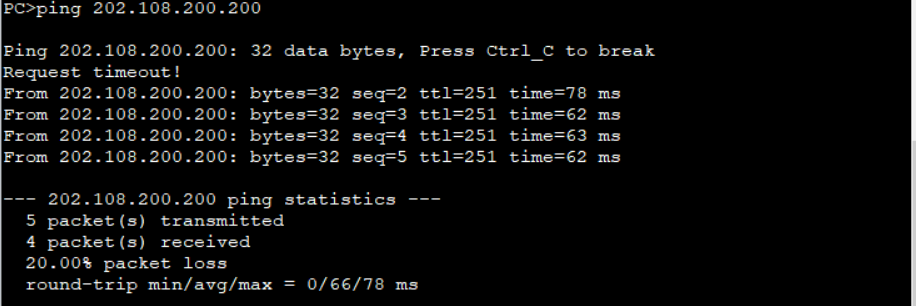 PC>ping 202.108.200.200
Ping 202.108.200.200: 32 data bytes, Press Ctrl_C to break
Request timeout!
From 202.108.200.200: bytes=32 seq=2 ttl=251 time=78 ms
From 202.108.200.200: bytes=32 seq=3 ttl=251 time=62 ms
From 202.108.200.200: bytes=32 seq=4 ttl=251 time=63 ms
From 202.108.200.200: bytes=32 seq=5 ttl=251 time=62 ms
--- 202.108.200.200 ping statistics ---
5 packet(s) transmitted
4 packet(s) received
20.00% packet loss
round-trip min/avg/max = 0/66/78 ms